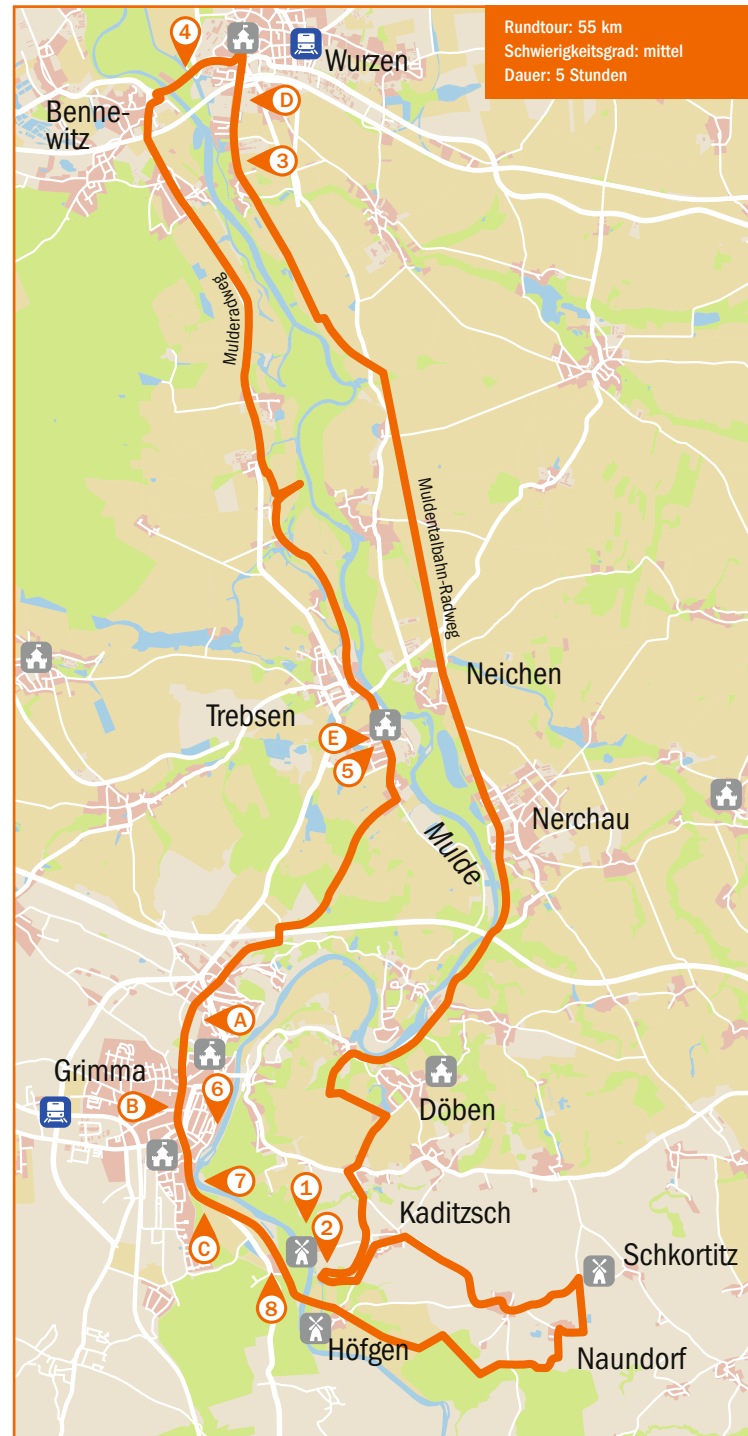 Rundtour: 55 km
Schwierigkeitsgrad: mittel
Dauer: 5 Stunden
4
Wurzen
Benne-
witz
D
3
Mulderadweg
Muldentalbahn-Radweg
Neichen
Trebsen
E
5
Nerchau
Mulde
A
Grimma
6
B
Döben
7
1
Kaditzsch
C
2
Schkortitz
8
Höfgen
Naundorf